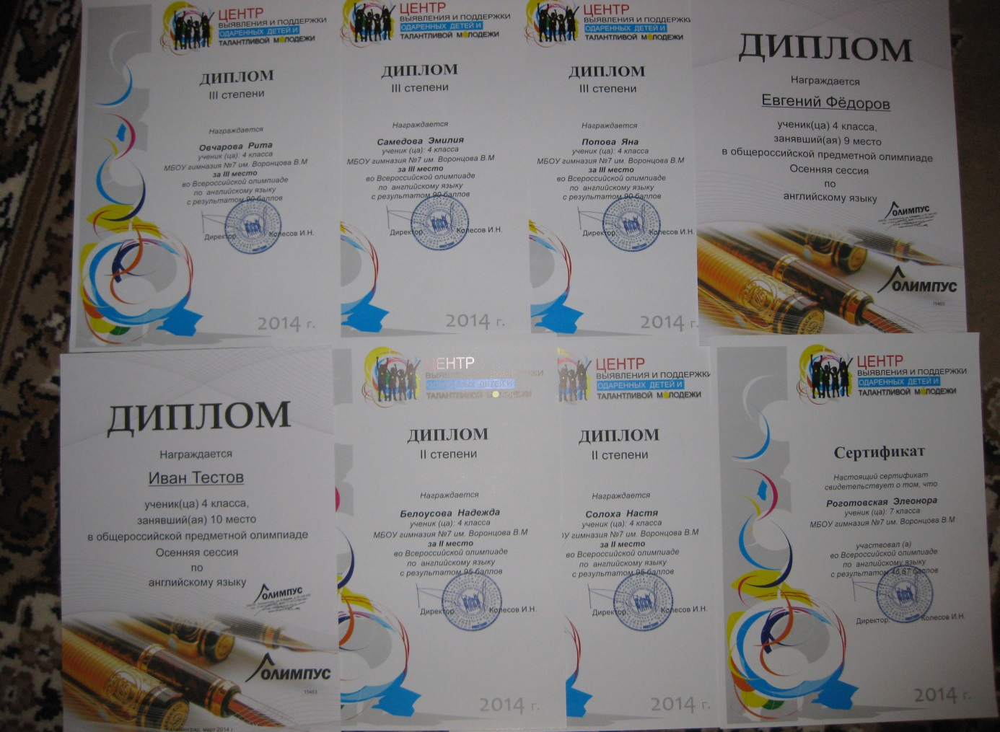 ЦЕНТР
ВЫЯВЛЕНИЯ И ПОДДЕРЖКИ
ОДАРЕННЫХ ДЕТЕЙ И
ТАЛАНТЛИВОЙ МОЛОДЕЖИ
ДИПЛОМ
III степени
Награждается
Овчарова Рита
ученик (ца): 4 класса
МБОУ гимназия №7 им. Воронцова В.М
за III место
во Всероссийской олимпиаде
по английскому языку
с результатом 90 баллов
Директор
Колесов И.Н.
2014 г.
ЦЕНТР
ВЫЯВЛЕНИЯ И ПОДДЕРЖКИ
ОДАРЕННЫХ ДЕТЕЙ И
ТАЛАНТЛИВОЙ МОЛОДЕЖИ
ДИПЛОМ
III степени
Награждается
Самедова Эмилия
ученик (ца): 4 класса
МБОУ гимназия №7 им. Воронцова В.М
за III место
во Всероссийской олимпиаде
по английскому языку
с результатом 90 баллов
Директор
Колесов И.Н.
2014 г.
ЦЕНТР
ВЫЯВЛЕНИЯ И ПОДДЕРЖКИ
ОДАРЕННЫХ ДЕТЕЙ И
ТАЛАНТЛИВОЙ МОЛОДЕЖИ
ДИПЛОМ
III степени
Награждается
Попова Яна
ученик (ца): 4 класса
МБОУ гимназия №7 им. Воронцова В.М
за III место
во Всероссийской олимпиаде
по английскому языку
с результатом 90 баллов
Директор
Колесов И.Н.
2014 г.
ДИПЛОМ
Награждается
Евгений Фёдоров
ученик(ца) 4 класса,
занявший(ая) 9 место
в общероссийской предметной олимпиаде
Осенняя сессия
по
английскому языку
ОЛИМПУС
ОЛИМПУС
15463
ДИПЛОМ
Награждается
Иван Тестов
ученик(ца) 4 класса,
занявший(ая) 10 место
в общероссийской предметной олимпиаде
Осенняя сессия
по
английскому языку
ОЛИМПУС
ОЛИМПУС
15463
Калининград, март 2014 г.
ЦЕНТР
ВЫЯВЛЕНИЯ И ПОДДЕРЖКИ
ОДАРЕННЫХ ДЕТЕЙ И
ТАЛАНТЛИВОЙ МОЛОДЕЖИ
ДИПЛОМ
II степени
Награждается
Белоусова Надежда
ученик (ца): 4 класса
МБОУ гимназия №7 им. Воронцова В.М
за II место
во Всероссийской олимпиаде
по английскому языку
с результатом 95 баллов
Директор
Колесов И.Н.
2014 г.
ЦЕНТР
ВЫЯВЛЕНИЯ И ПОДДЕРЖКИ
ОДАРЕННЫХ ДЕТЕЙ И
ТАЛАНТЛИВОЙ МОЛОДЕЖИ
ДИПЛОМ
II степени
Награждается
Солоха Настя
ученик (ца): 4 класса
ОУ гимназия №7 им. Воронцова В.М
за II место
во Всероссийской олимпиаде
по английскому языку
с результатом 95 баллов
Директор
Колесов И.Н.
2014 г.
ЦЕНТР
ВЫЯВЛЕНИЯ И ПОДДЕРЖКИ
ОДАРЕННЫХ ДЕТЕЙ И
ТАЛАНТЛИВОЙ МОЛОДЕЖИ
Сертификат
Настоящий сертификат
свидетельствует о том, что
Роготовская Элеонора
ученик (ца): 7 класса
МБОУ гимназия №7 им. Воронцова В.М
участвовал (а)
во Всероссийской олимпиаде
по английскому языку
с результатом 46,67 баллов
Директор
Колесов И.Н.
2014 г.